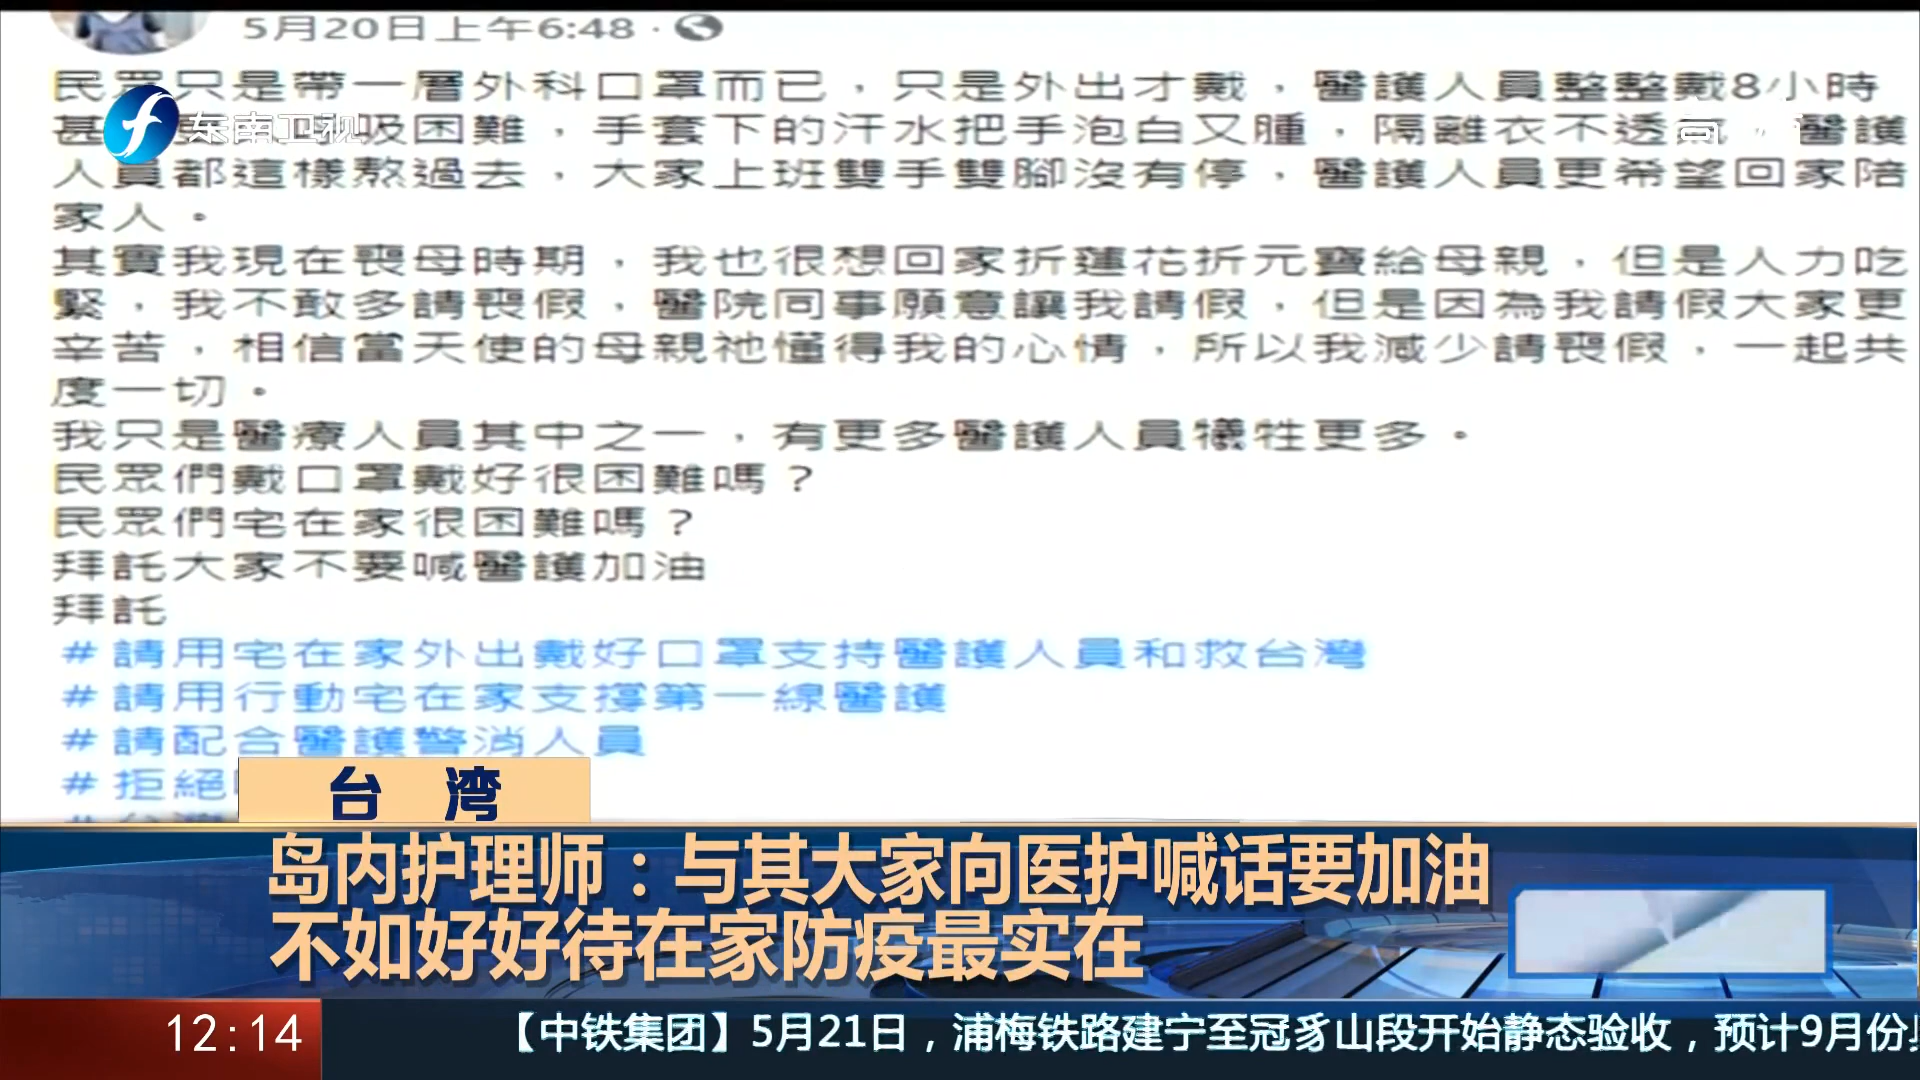 5月20日上午6:48 ·
民眾只是帶一層外科口罩而已，只是外出才戴，醫護人員整整戴8小時
甚 吸困難，手套下的汗水把手泡白又腫，隔離衣不透 醫護
人員都這樣熬過去，大家上班雙手雙腳沒有停，醫護人員更希望回家陪
家人。
其實我現在喪母時期，我也很想回家折蓮花折元寶給母親，但是人力吃
緊，我不敢多請喪假，醫院同事願意讓我請假，但是因為我請假大家更
辛苦，相信當天使的母親祂懂得我的心情，所以我減少請喪假，一起共
度一切。
我只是醫療人員其中之一，有更多醫護人員犧牲更多。
民眾們戴口罩戴好很困難嗎？
民眾們宅在家很困難嗎？
拜託大家不要喊醫護加油
拜託
#請用宅在家外出戴好口罩支持醫護人員和救台灣
#請用行動宅在家支撐第一線醫護
#請配合醫護警消人員
#拒絕
东南卫视
高清
台 湾
岛内护理师：与其大家向医护喊话要加油
不如好好待在家防疫最实在
12:14
【中铁集团】5月21日，浦梅铁路建宁至冠豸山段开始静态验收，预计9月份